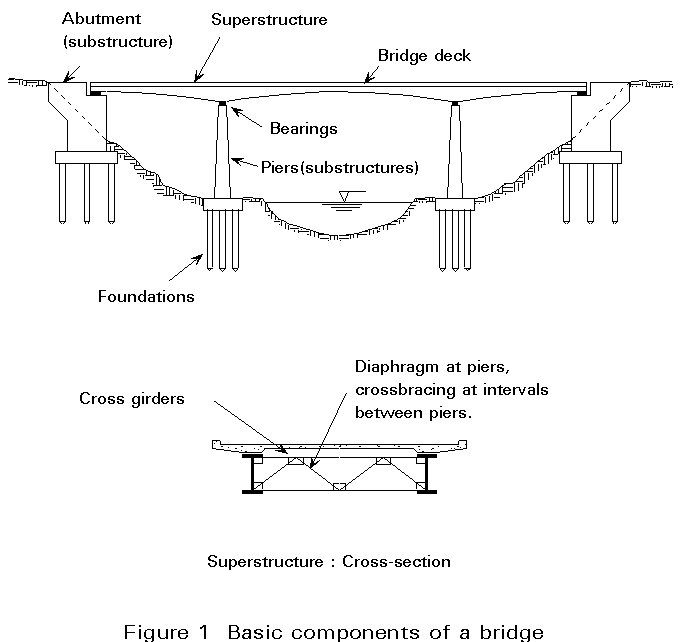 Abutment
(substructure)
Superstructure
Bridge deck
Bearings
Piers(substructures)
Foundations
Diaphragm at piers,
crossbracing at intervals
between piers.
Cross girders
Superstructure : Cross-section
Figure 1 Basic components of a bridge